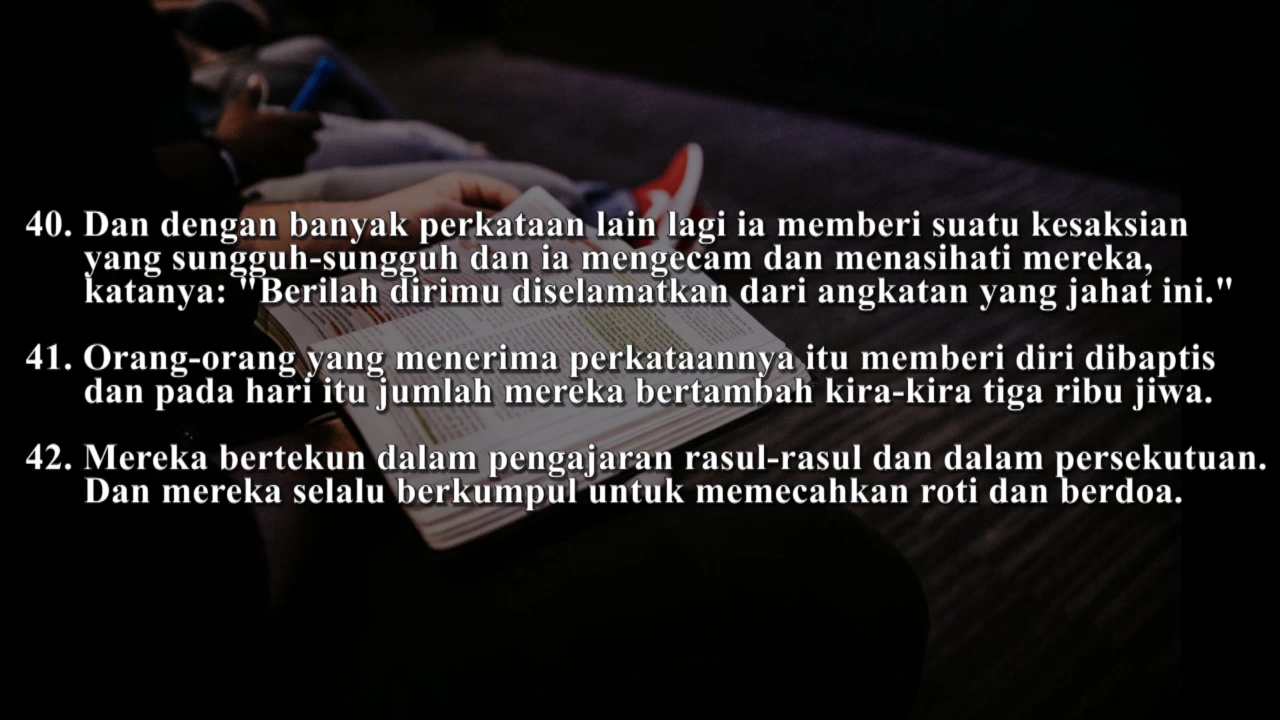 40. Dan dengan banyak perkataan lain lagi ia memberi suatu kesaksian
yang sungguh-sungguh dan ia mengecam dan menasihati mereka,
katanya: "Berilah dirimu diselamatkan dari angkatan yang jahat ini."
41. Orang-orang yang menerima perkataannya itu memberi diri dibaptis
dan pada hari itu jumlah mereka bertambah kira-kira tiga ribu jiwa.
42. Mereka bertekun dalam pengajaran rasul-rasul dan dalam persekutuan.
Dan mereka selalu berkumpul untuk memecahkan roti dan berdoa.